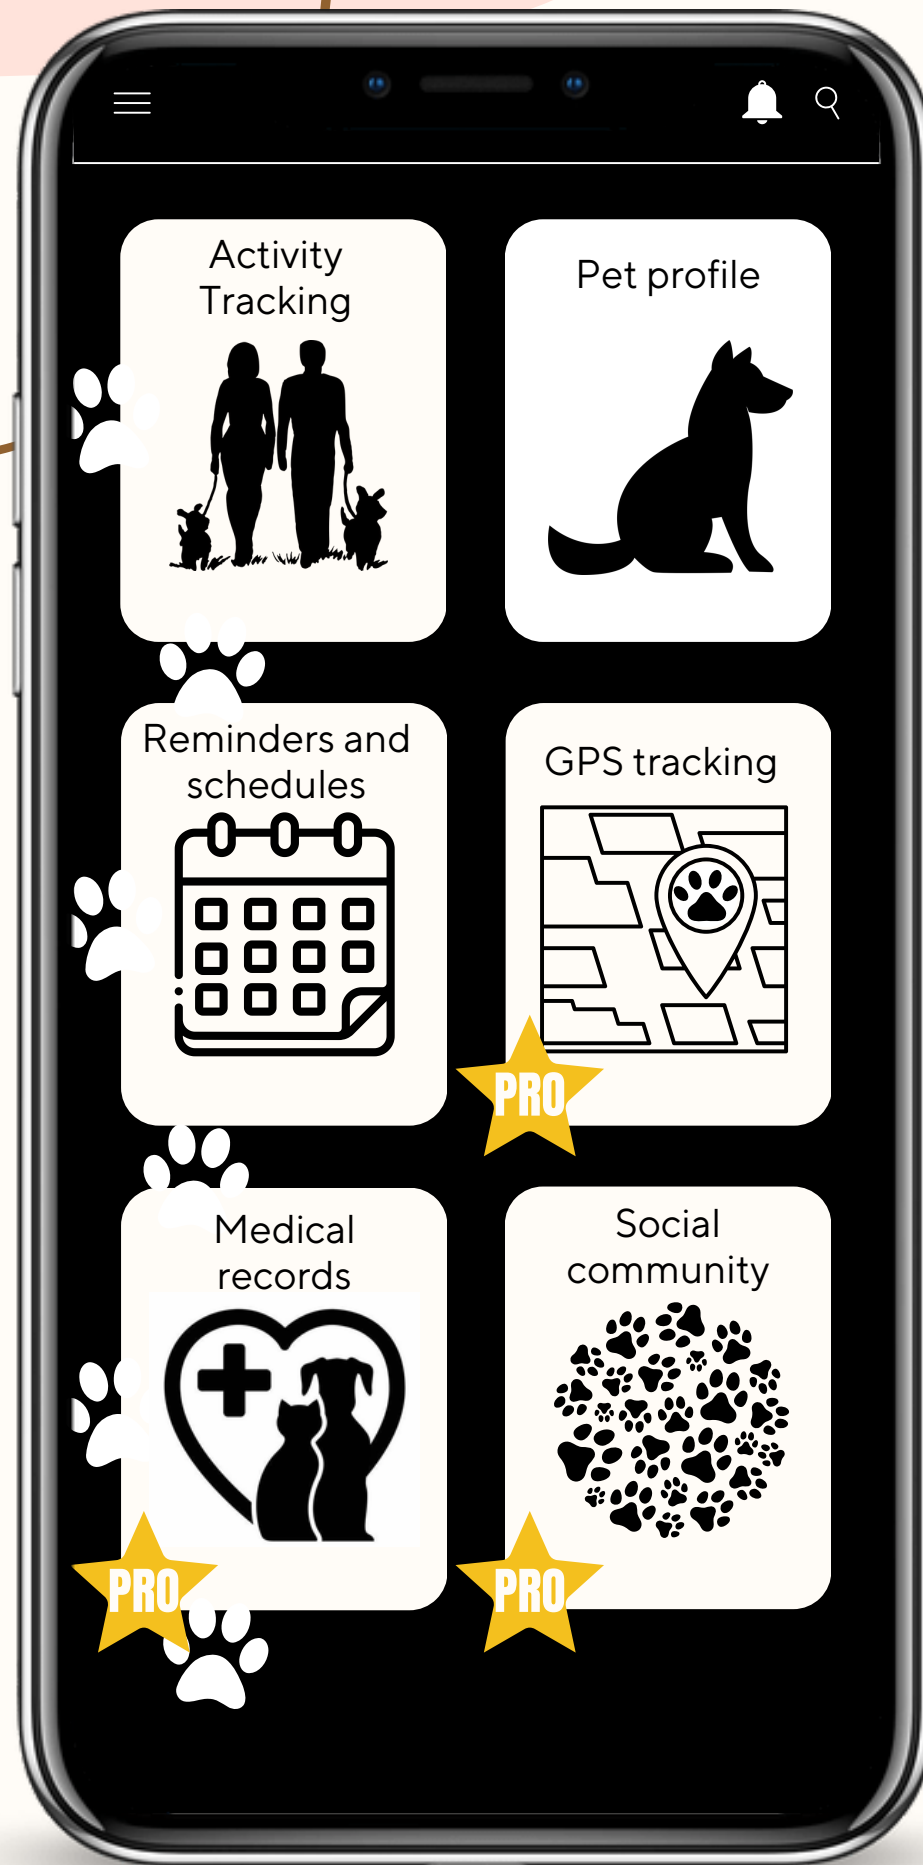 Activity
Tracking
Pet profile
Reminders and
schedules
GPS tracking
PRO
Medical
records
Social
community
PRO
PRO